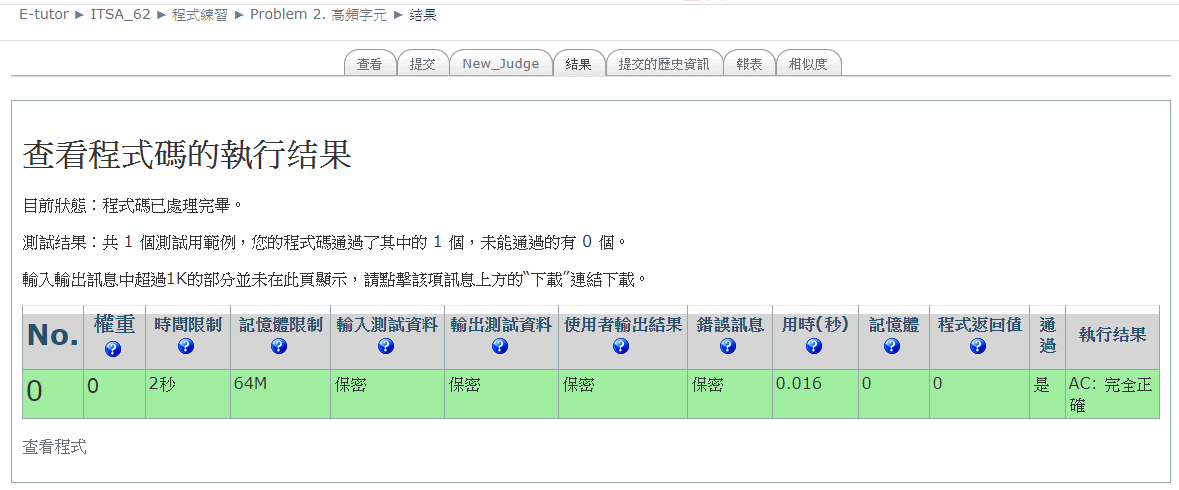 E-tutor ► ITSA_62 ► 程式練習 ► Problem 2. 高頻字元 ► 結果
查看 提交 New_Judge 結果 提交的歷史資訊 報表 相似度
查看程式碼的執行結果
目前狀態：程式碼已處理完畢。
測試結果：共 1 個測試用範例，您的程式碼通過了其中的 1 個，未能通過的有 0 個。
輸入輸出訊息中超過1K的部分並未在此頁顯示，請點擊該項訊息上方的“下載”連結下載。
No. 權重 時間限制 記憶體限制 輸入測試資料 輸出測試資料 使用者輸出結果 錯誤訊息 用時(秒) 記憶體 程式返回值 通過 執行結果
0 0 2秒 64M 保密 保密 保密 保密 0.016 0 0 是 AC: 完全正確
查看程式